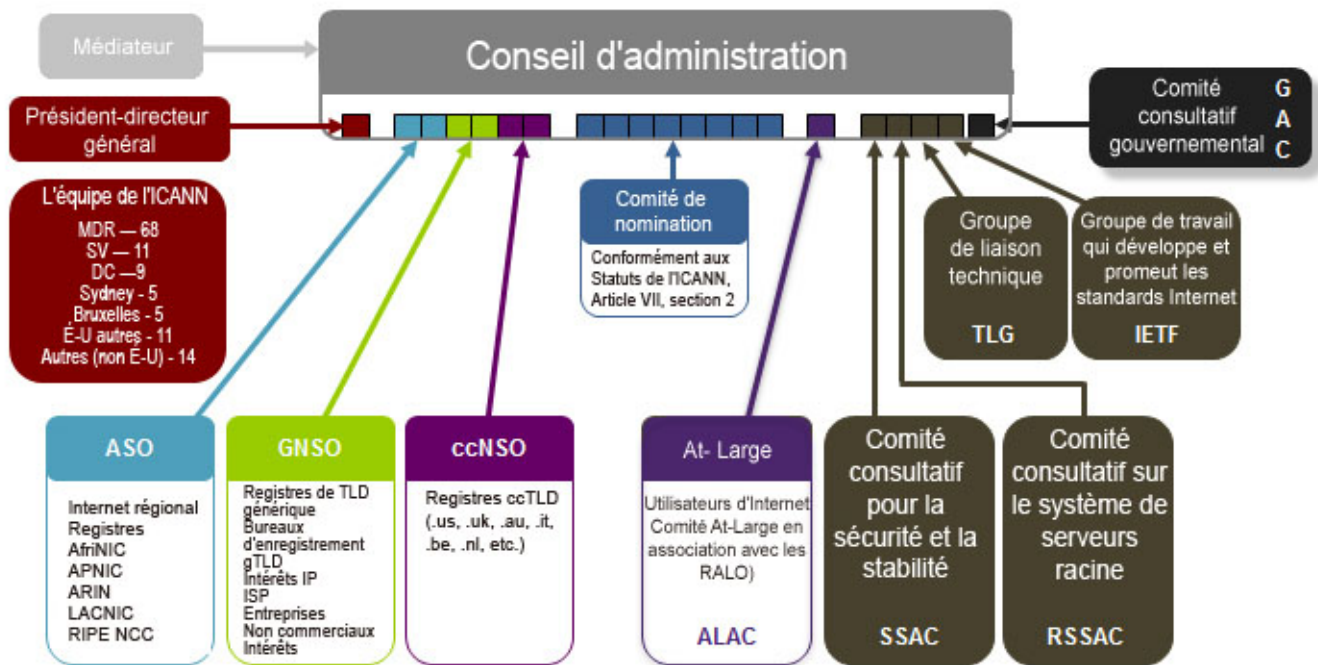 Médiateur
Conseil d'administration
Président-directeur
général
Comité
consultatif
gouvernemental
G
A
C
L'équipe de l'ICANN
MDR — 68
SV — 11
DC —9
Sydney - 5
Bruxelles - 5
É-U autres - 11
Autres (non É-U) - 14
Comité de
nomination
Conformément aux
Statuts de l'ICANN,
Article VII, section 2
Groupe
de liaison
technique
TLG
Groupe de travail
qui développe et
promeut les
standards Internet
IETF
ASO
Internet régional
Registres
AfriNIC
APNIC
ARIN
LACNIC
RIPE NCC
GNSO
Registres de TLD
générique
Bureaux
d'enregistrement
gTLD
Intérêts IP
ISP
Entreprises
Non commerciaux
Intérêts
ccNSO
Registres ccTLD
(.us, .uk, .au, .it,
.be, .nl, etc.)
At- Large
Utilisateurs d'Internet
Comité At-Large en
association avec les
RALO)
ALAC
Comité
consultatif
pour la
sécurité et la
stabilité
SSAC
Comité
consultatif sur
le système de
serveurs
racine
RSSAC